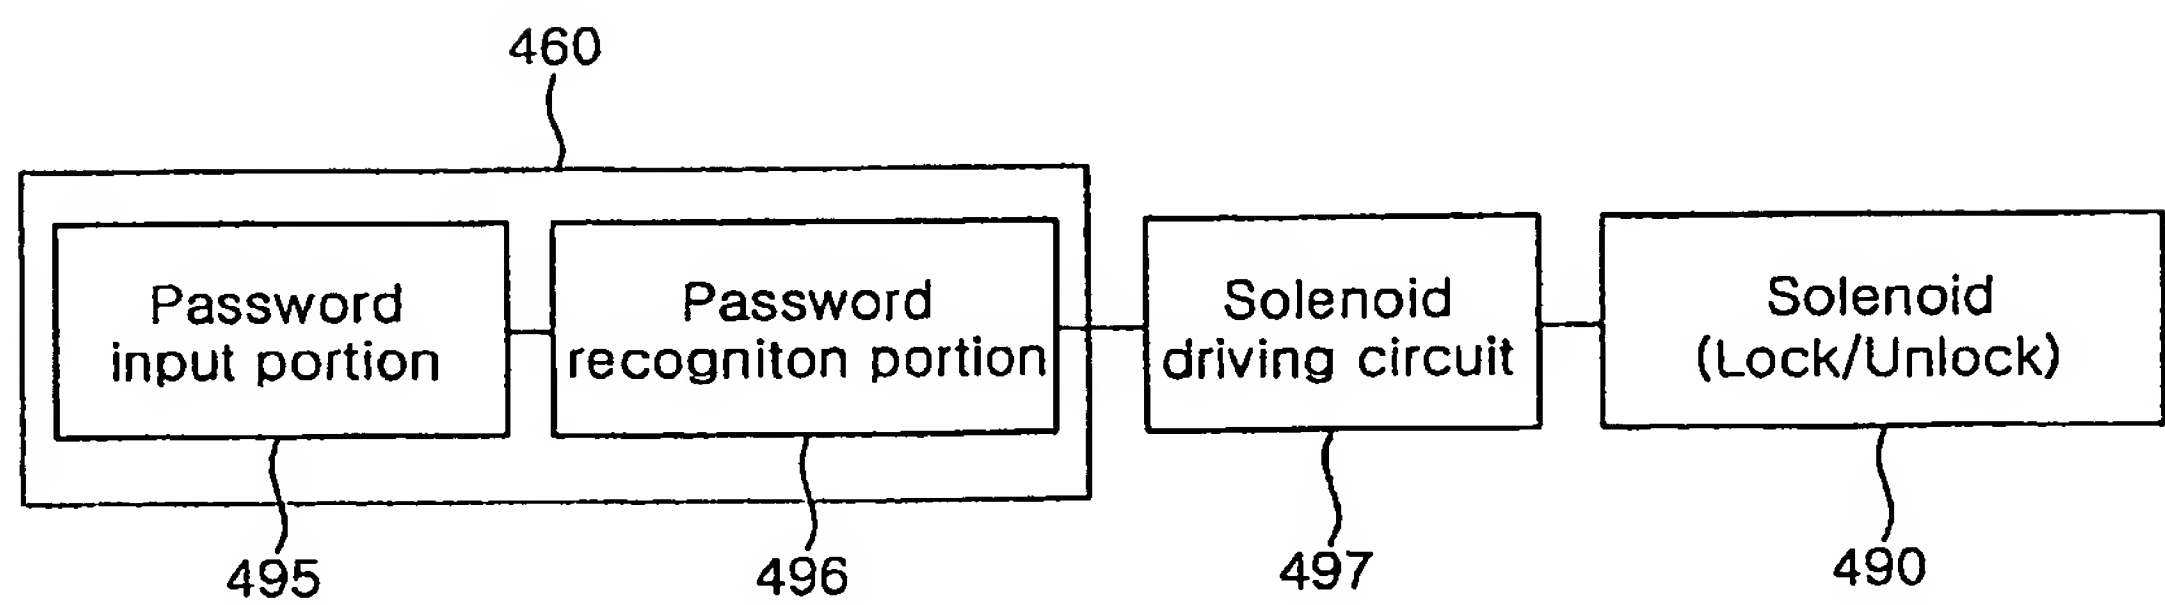 460
Password
input portion
Password
recogniton portion
Solenoid
driving circuit
Solenoid
(Lock/Unlock)
495
496
497
490